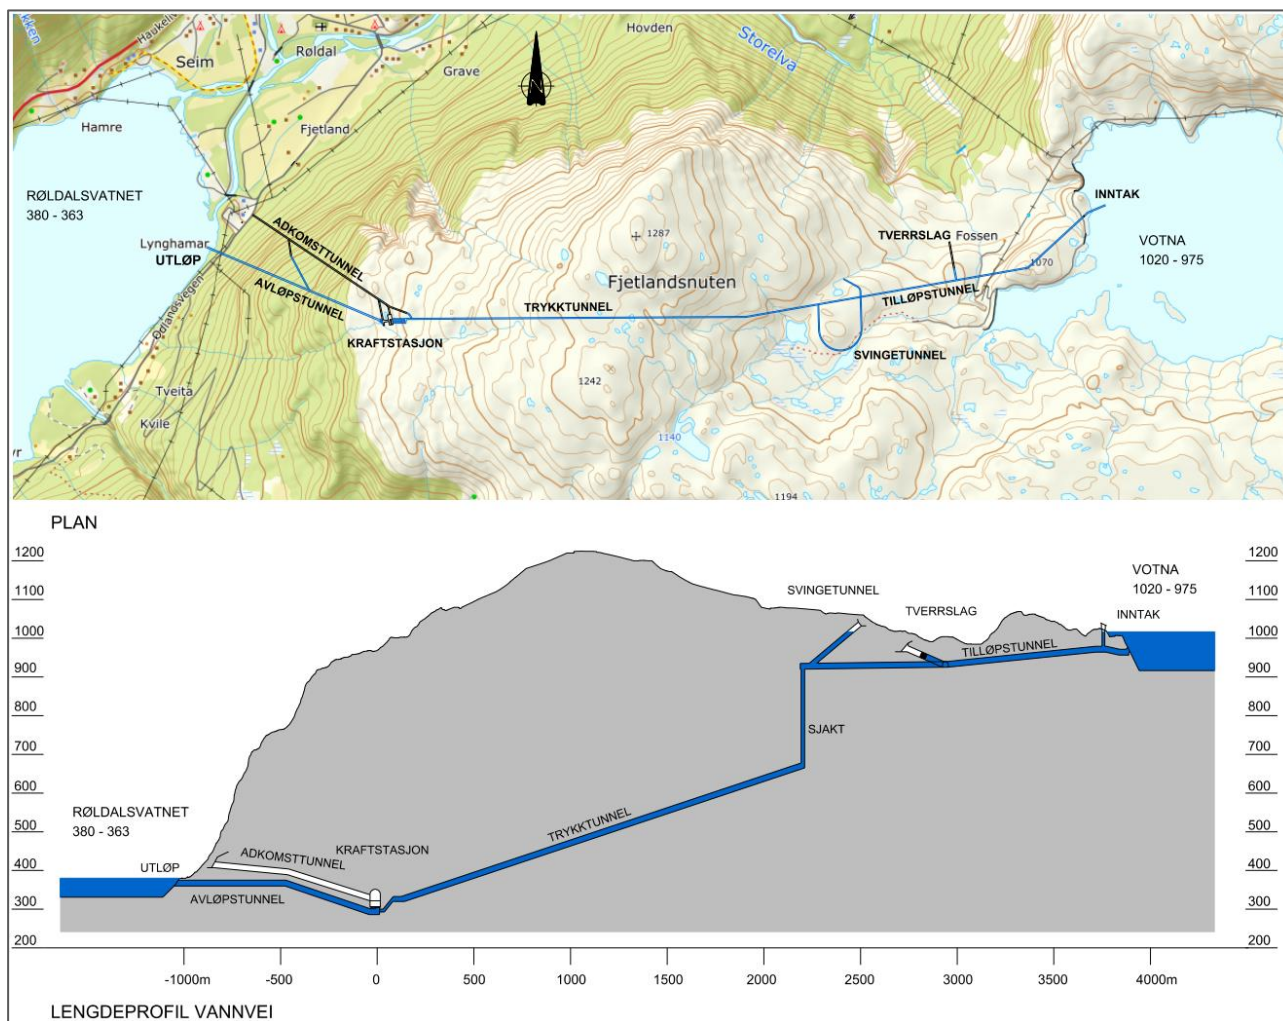 kken
Haukeli
Seim
Røldal
Grave
Hovden
Storelva
N
Hamre
Fjetland
RØLDALSVATNET
380 - 363
Lynghamar
UTLØP
ADKOMSTTUNNEL
AVLØPSTUNNEL
KRAFTSTASJON
Odlandsvegen
1287
Fjetlandsnuten
TRYKKTUNNEL
TVERRSLAG
Fossen
1070
TILLØPSTUNNEL
SVINGETUNNEL
INNTAK
VOTNA
1020 - 975
Tveita
Kvile
yr
1242
1140
1194
PLAN
1200
1100
1000
900
800
700
600
500
400
300
200
RØLDALSVATNET
380 - 363
UTLØP
ADKOMSTTUNNEL
KRAFTSTASJON
AVLØPSTUNNEL
TRYKKTUNNEL
SJAKT
SVINGETUNNEL
TVERRSLAG
TILLØPSTUNNEL
INNTAK
VOTNA
1020 - 975
1200
1100
1000
900
800
700
600
500
400
300
200
-1000m
-500
0
500
1000
1500
2000
2500
3000
3500
4000m
LENGDEPROFIL VANNVEI